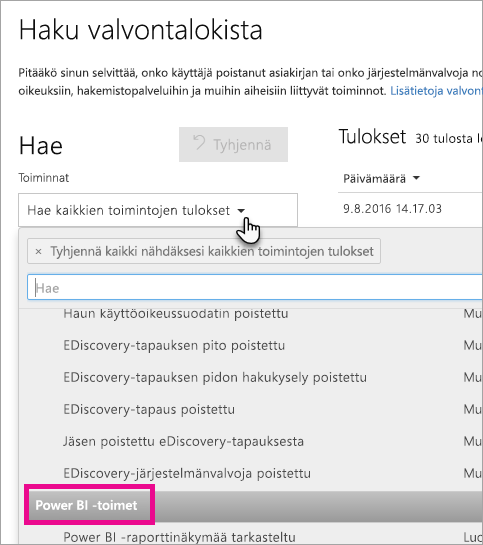 Haku valvontalokista
Pitääkö sinun selvittää, onko käyttäjä poistanut asiakirjan tai onko järjestelmänvalvoja
oikeuksiin, hakemistopalveluihin ja muihin aiheisiin liittyvät toiminnot. Lisätietoja
Hae
Tyhjennä
Tulokset 30 tulosta
Toiminnat
Päivämäärä
Hae kaikkien toimintojen tulokset
9.8.2016 14.17.03
× Tyhjennä kaikki nähdäksesi kaikkien toimintojen tulokset
Hae
Haun käyttöoikeussuodatin poistettu Mu
EDiscovery-tapauksen pito poistettu Mu
EDiscovery-tapauksen pidon hakukysely poistettu Mu
EDiscovery-tapaus poistettu Mu
Jäsen poistettu eDiscovery-tapauksesta Mu
EDiscovery-järjestelmänvalvoja poistettu Mu
Power BI -toimet
Power BI -raporttinäkymää tarkasteltu Luc